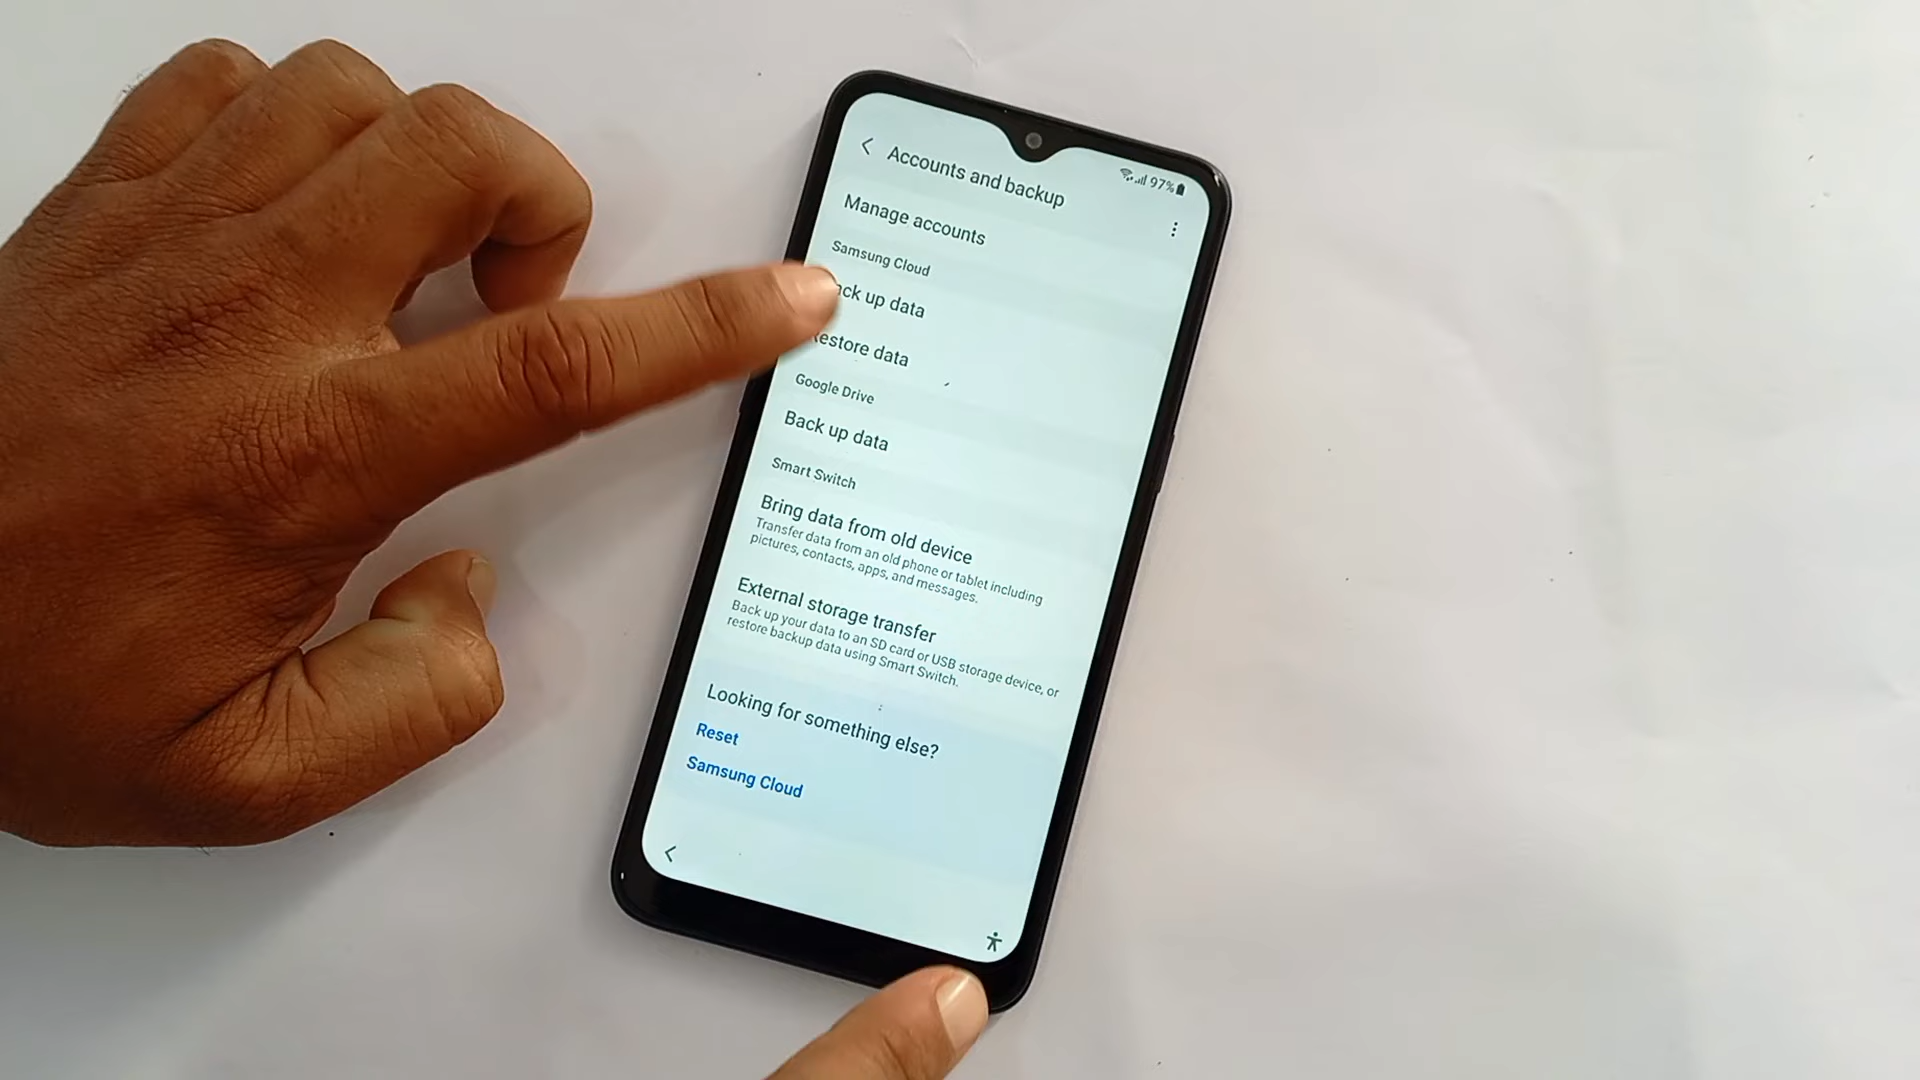 97%
Accounts and backup
Manage accounts
Samsung Cloud
ck up data
estore data
Google Drive
Back up data
Smart Switch
Bring data from old device
Transfer data from an old phone or tablet including
pictures, contacts, apps, and messages.
External storage transfer
Back up your data to an SD card or USB storage device, or
restore backup data using Smart Switch.
Looking for something else?
Reset
Samsung Cloud